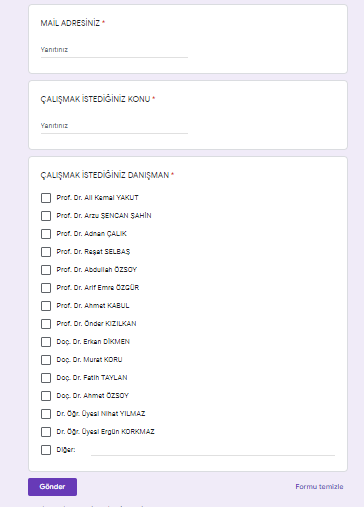 MAİL ADRESİNİZ *
Yanıtınız
ÇALIŞMAK İSTEDİĞİNİZ KONU *
Yanıtınız
ÇALIŞMAK İSTEDİĞİNİZ DANIŞMAN *
Prof. Dr. Ali Kemal YAKUT
Prof. Dr. Arzu ŞENCAN ŞAHİN
Prof. Dr. Adnan ÇALIK
Prof. Dr. Reşat SELBAŞ
Prof. Dr. Abdullah ÖZSOY
Prof. Dr. Arif Emre ÖZGÜR
Prof. Dr. Ahmet KABUL
Prof. Dr. Önder KIZILKAN
Doç. Dr. Erkan DİKMEN
Doç. Dr. Murat KORU
Doç. Dr. Fatih TAYLAN
Doç. Dr. Ahmet ÖZSOY
Dr. Öğr. Üyesi Nihat YILMAZ
Dr. Öğr. Üyesi Ergün KORKMAZ
Diğer:
Gönder
Formu temizle